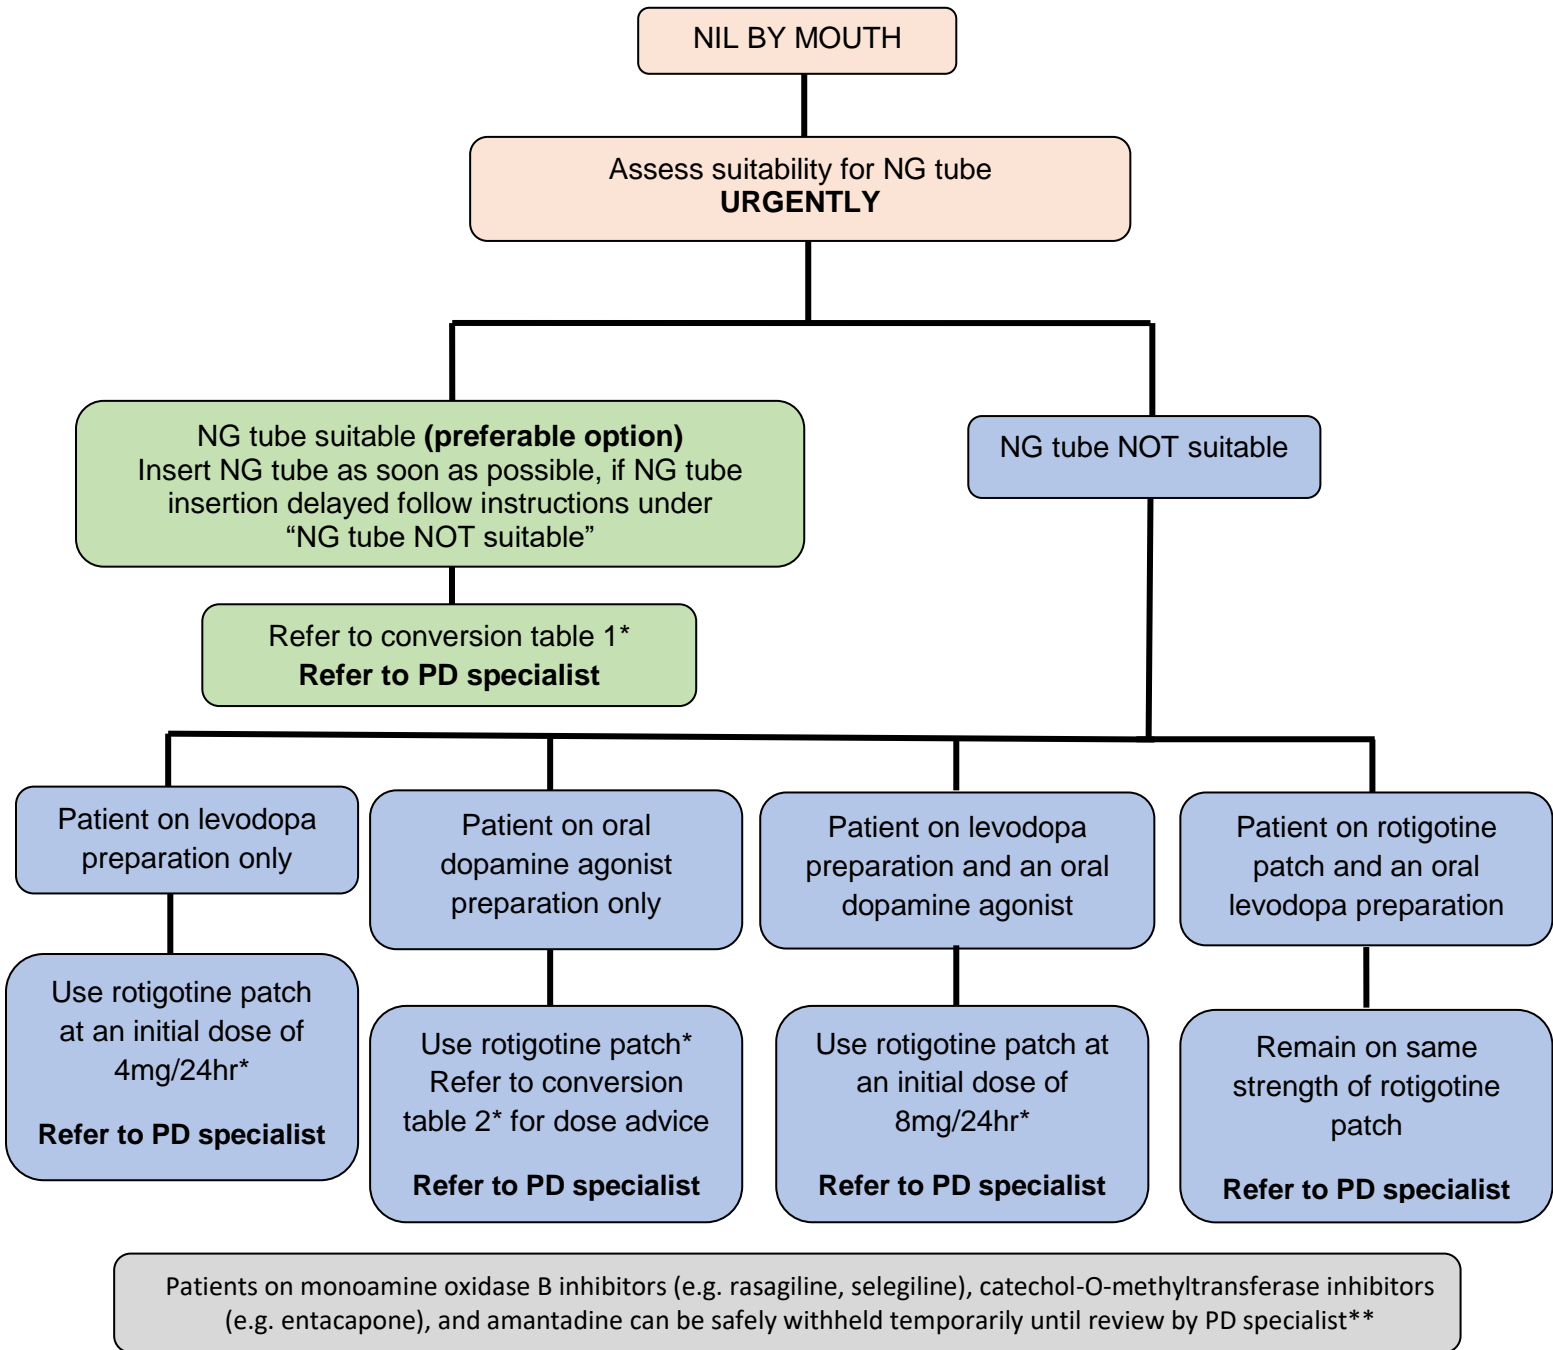 NIL BY MOUTH
Assess suitability for NG tube
URGENTLY
NG tube suitable (preferable option)
Insert NG tube as soon as possible, if NG tube
insertion delayed follow instructions under
“NG tube NOT suitable”
NG tube NOT suitable
Refer to conversion table 1*
Refer to PD specialist
Patient on levodopa
preparation only
Patient on oral
dopamine agonist
preparation only
Patient on levodopa
preparation and an oral
dopamine agonist
Patient on rotigotine
patch and an oral
levodopa preparation
Use rotigotine patch
at an initial dose of
4mg/24hr*
Refer to PD specialist
Use rotigotine patch*
Refer to conversion
table 2* for dose advice
Refer to PD specialist
Use rotigotine patch at
an initial dose of
8mg/24hr*
Refer to PD specialist
Remain on same
strength of rotigotine
patch
Refer to PD specialist
Patients on monoamine oxidase B inhibitors (e.g. rasagiline, selegiline), catechol-O-methyltransferase inhibitors
(e.g. entacapone), and amantadine can be safely withheld temporarily until review by PD specialist**